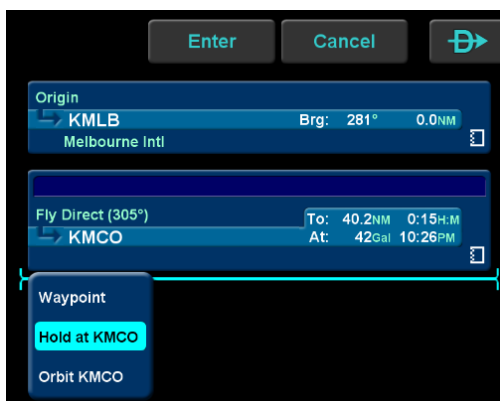 Enter Cancel D
Origin
KMLB Brg: 281° 0.0NM
Melbourne Intl
Fly Direct (305°) To: 40.2NM 0:15H:M
KMCO At: 42Gal 10:26PM
Waypoint
Hold at KMCO
Orbit KMCO